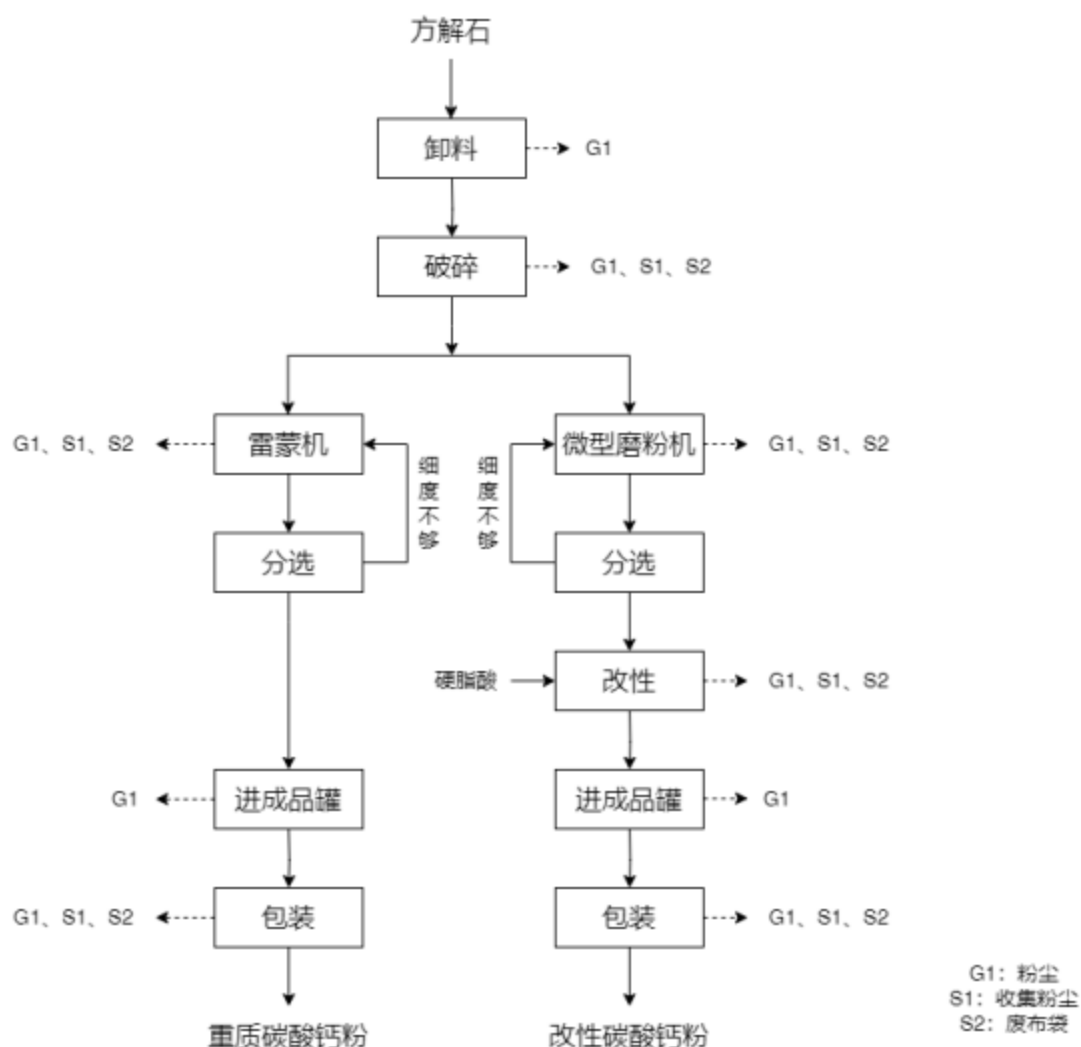 方解石
卸料
G1
破碎
G1、S1、S2
G1、S1、S2
雷蒙机
细度不够
细度不够
微型磨粉机
G1、S1、S2
分选
分选
硬脂酸
改性
G1、S1、S2
G1
进成品罐
进成品罐
G1
G1、S1、S2
包装
包装
G1、S1、S2
重质碳酸钙粉
改性碳酸钙粉
G1：粉尘
S1：收集粉尘
S2：废布袋